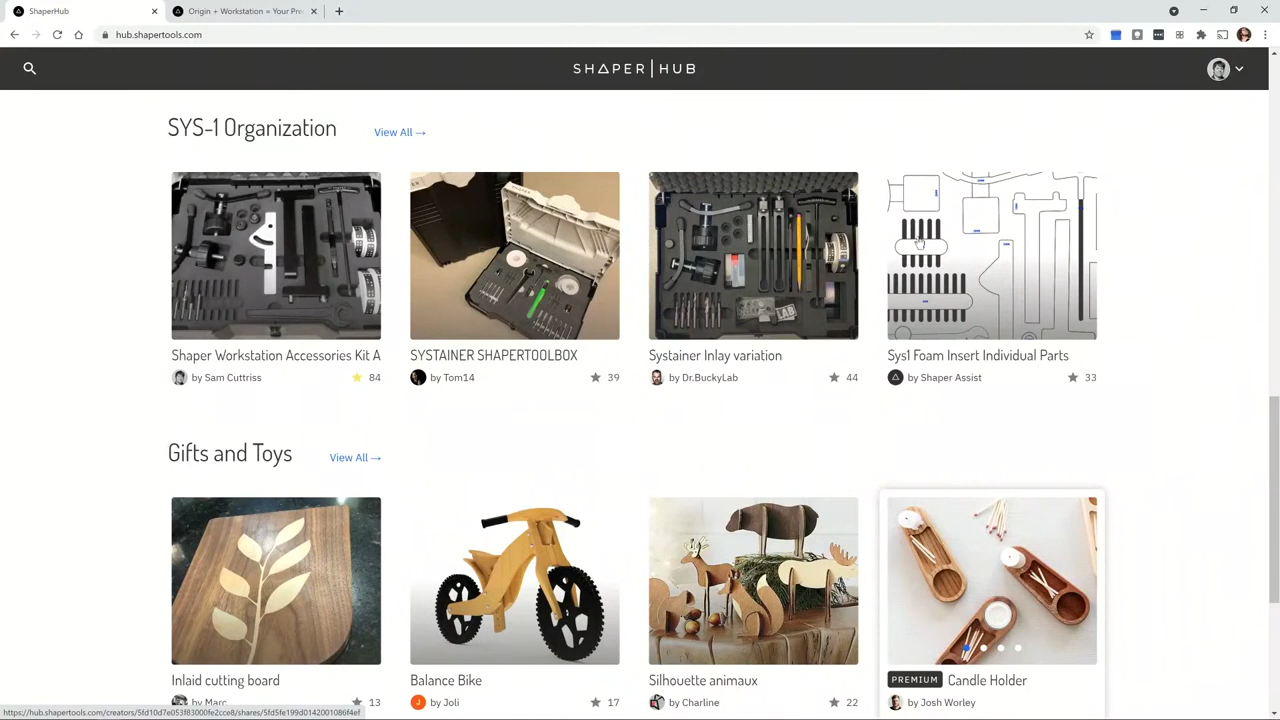 ShaperHub
Origin + Workstation = Your Pre
hub.shapertools.com
SHAPER|HUB
SYS-1 Organization
View All →
Shaper Workstation Accessories Kit A
by Sam Cuttriss
84
SYSTAINER SHAPERTOOLBOX
by Tom14
39
Systainer Inlay variation
by Dr.BuckyLab
44
Sys1 Foam Insert Individual Parts
by Shaper Assist
33
Gifts and Toys
View All →
Inlaid cutting board
by Marc
13
Balance Bike
by Joli
17
Silhouette animaux
by Charline
22
PREMIUM
Candle Holder
by Josh Worley
https://hub.shapertools.com/creators/5fd10d7e053f83000fe2cce8/shares/5fd5fe199d0142001086f4ef